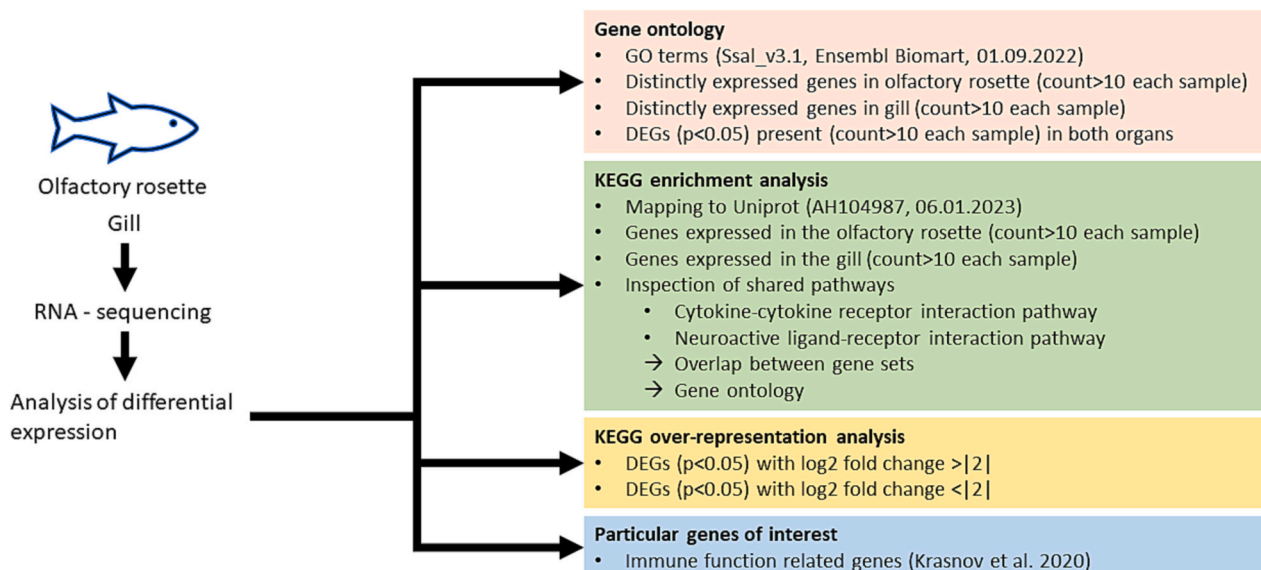 Olfactory rosette
Gill
RNA - sequencing
Analysis of differential
expression
Gene ontology
• GO terms (Ssal_v3.1, Ensembl Biomart, 01.09.2022)
• Distinctly expressed genes in olfactory rosette (count>10 each sample)
• Distinctly expressed genes in gill (count>10 each sample)
• DEGs (p<0.05) present (count>10 each sample) in both organs
KEGG enrichment analysis
• Mapping to Uniprot (AH104987, 06.01.2023)
• Genes expressed in the olfactory rosette (count>10 each sample)
• Genes expressed in the gill (count>10 each sample)
• Inspection of shared pathways
• Cytokine-cytokine receptor interaction pathway
• Neuroactive ligand-receptor interaction pathway
→ Overlap between gene sets
→ Gene ontology
KEGG over-representation analysis
• DEGs (p<0.05) with log2 fold change >|2|
• DEGs (p<0.05) with log2 fold change <|2|
Particular genes of interest
• Immune function related genes (Krasnov et al. 2020)